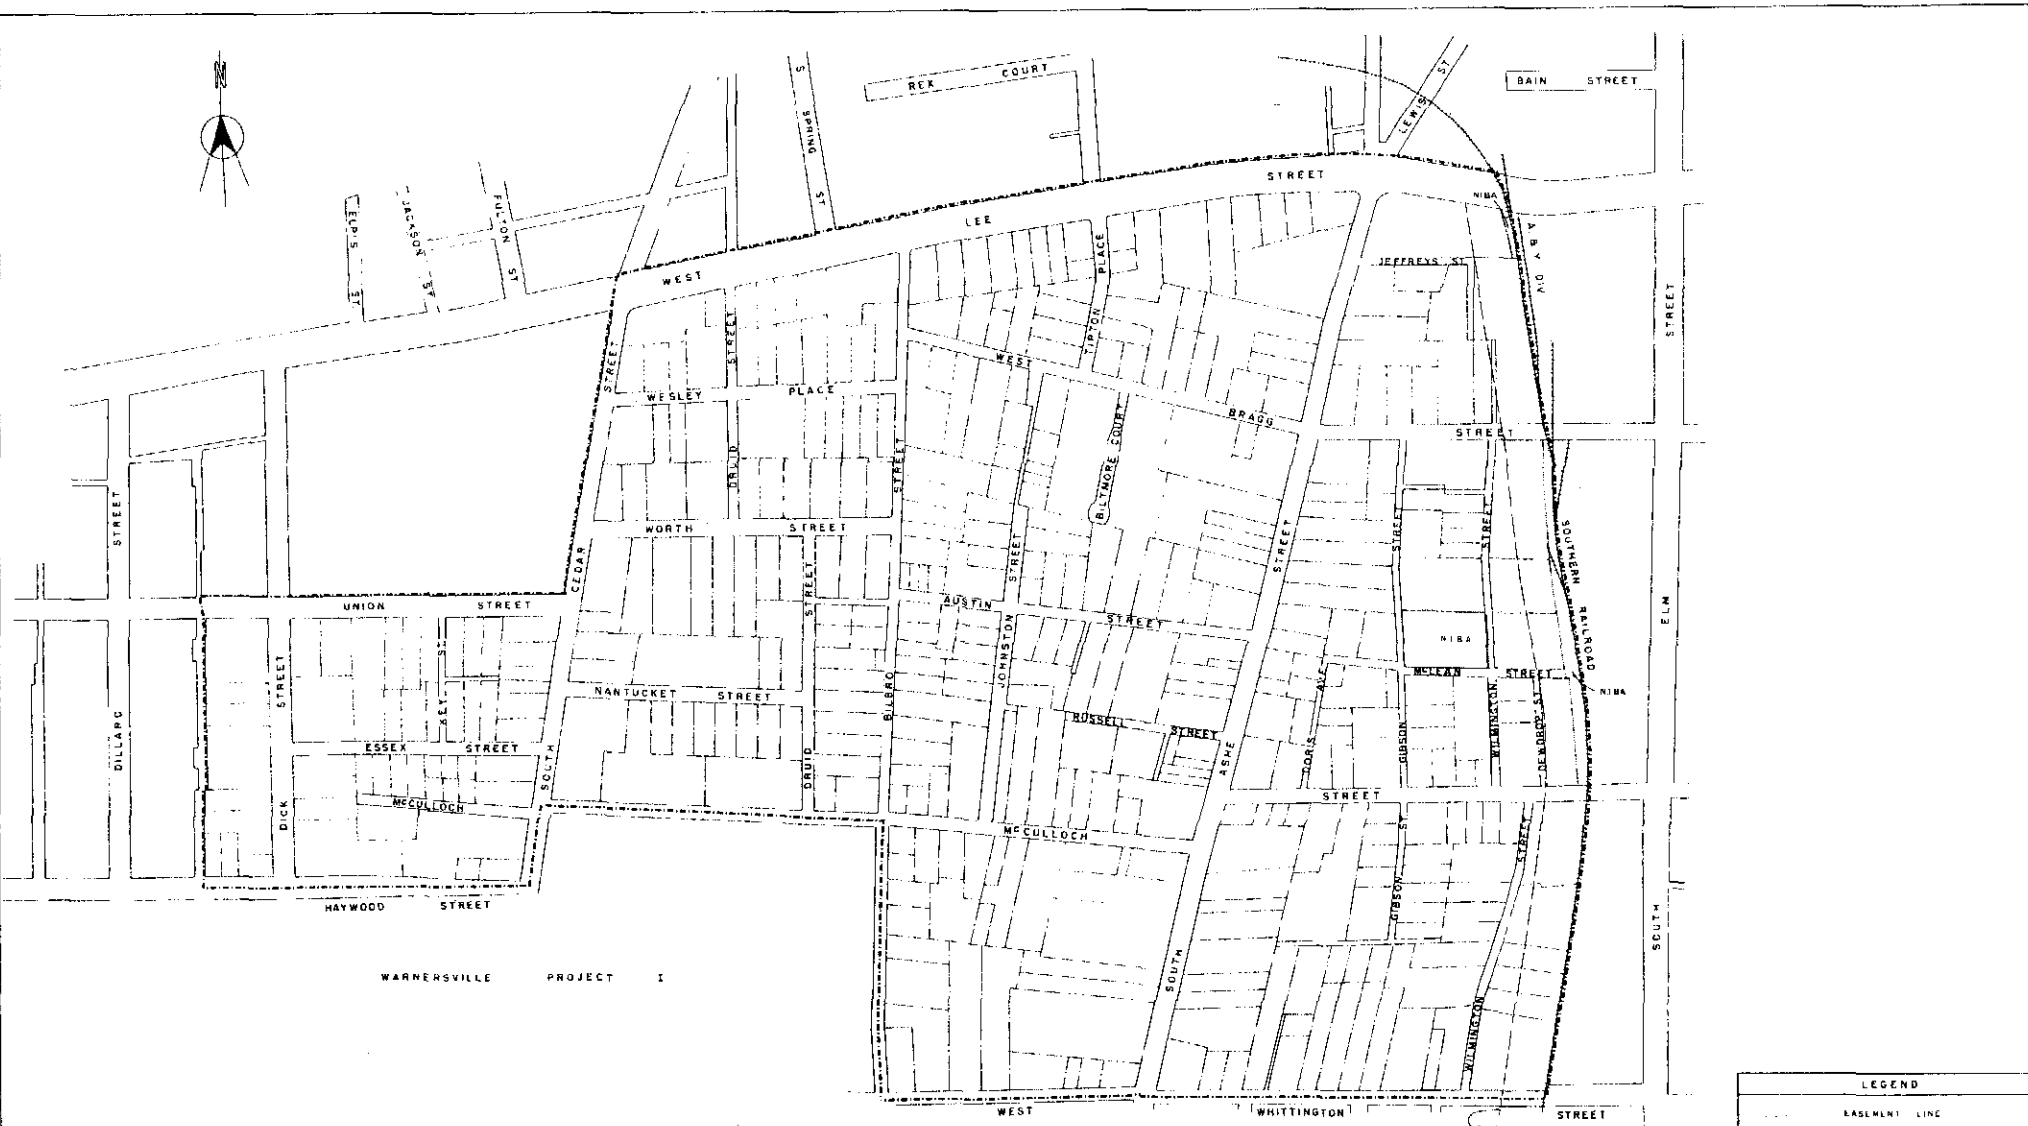 N
S SPRING ST
REX COURT
LEWIS ST
BAIN STREET
ELPIS ST
JACKSON ST
FULTON ST
WEST LEE STREET
NIBA
A & Y DIV
JEFFREYS ST
TIPTON PLACE
STREET
STREET
STREET
WESLEY PLACE
WEST BRAGG STREET
BILTMORE COURT
DRUID
STREET
STREET
WORTH STREET
STREET
STREET
STREET
STREET
SOUTHERN RAILROAD
CEDAR
STREET
UNION STREET
AUSTIN STREET
ELM
NIBA
JOHNSTON
STREET
KEY ST
NANTUCKET STREET
BILBRO
DORIS AVE
McLEAN STREET
NIBA
DILLARD
RUSSELL STREET
GIBSON
WILMINGTON
DEWDROP ST
ESSEX STREET
SOUTH
DRUID
ASHE
DICK
McCULLOCH
McCULLOCH STREET
ST
STREET
GIBSON
HAYWOOD STREET
SOUTH
SOUTH
WARNERSVILLE PROJECT I
WILMINGTON
LEGEND
WEST WHITTINGTON STREET
EASEMENT LINE